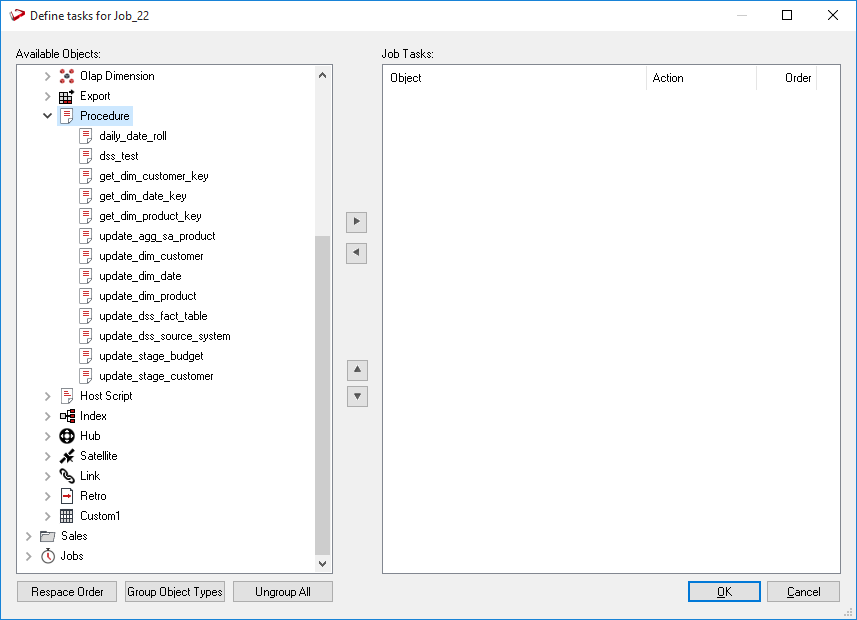 Define tasks for Job_22
Available Objects:
Job Tasks:
Olap Dimension
Export
Procedure
daily_date_roll
dss_test
get_dim_customer_key
get_dim_date_key
get_dim_product_key
update_agg_sa_product
update_dim_customer
update_dim_date
update_dim_product
update_dss_fact_table
update_dss_source_system
update_stage_budget
update_stage_customer
Host Script
Index
Hub
Satellite
Link
Retro
Custom1
Sales
Jobs
Object Action Order
Respace Order Group Object Types Ungroup All
OK Cancel